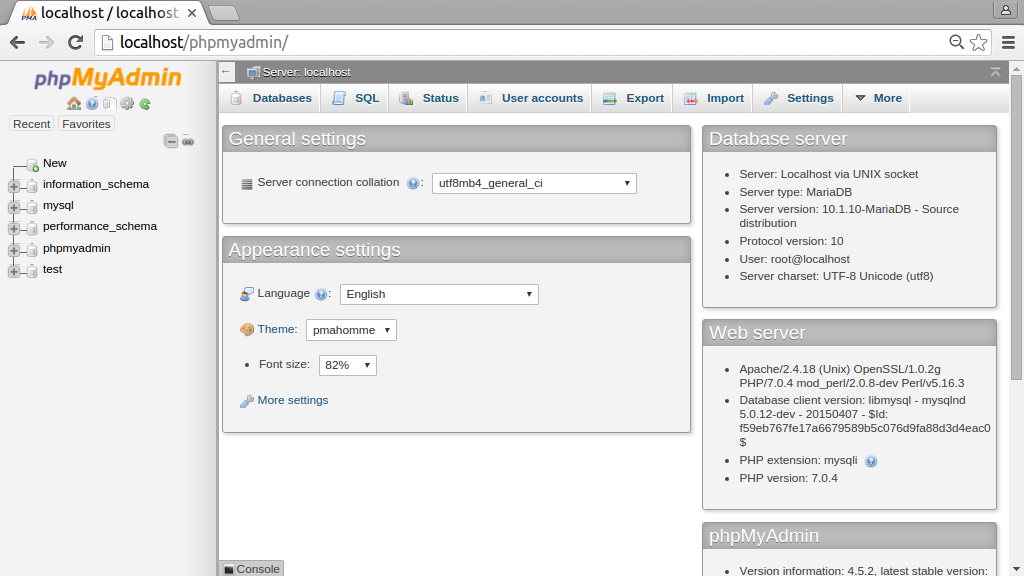 localhost / localhost
localhost/phpmyadmin/
phpMyAdmin
Recent
Favorites
New
information_schema
mysql
performance_schema
phpmyadmin
test
Server: localhost
Databases
SQL
Status
User accounts
Export
Import
Settings
More
General settings
Server connection collation :
utf8mb4_general_ci
Appearance settings
Language :
English
Theme:
pmahomme
Font size:
82%
More settings
Database server
Server: Localhost via UNIX socket
Server type: MariaDB
Server version: 10.1.10-MariaDB - Source
distribution
Protocol version: 10
User: root@localhost
Server charset: UTF-8 Unicode (utf8)
Web server
Apache/2.4.18 (Unix) OpenSSL/1.0.2g
PHP/7.0.4 mod_perl/2.0.8-dev Perl/v5.16.3
Database client version: libmysql - mysqlnd
5.0.12-dev - 20150407 - $Id:
f59eb767fe17a6679589b5c076d9fa88d3d4eac0
$
PHP extension: mysqli
PHP version: 7.0.4
phpMyAdmin
Version information: 4.5.2, latest stable version:
Console